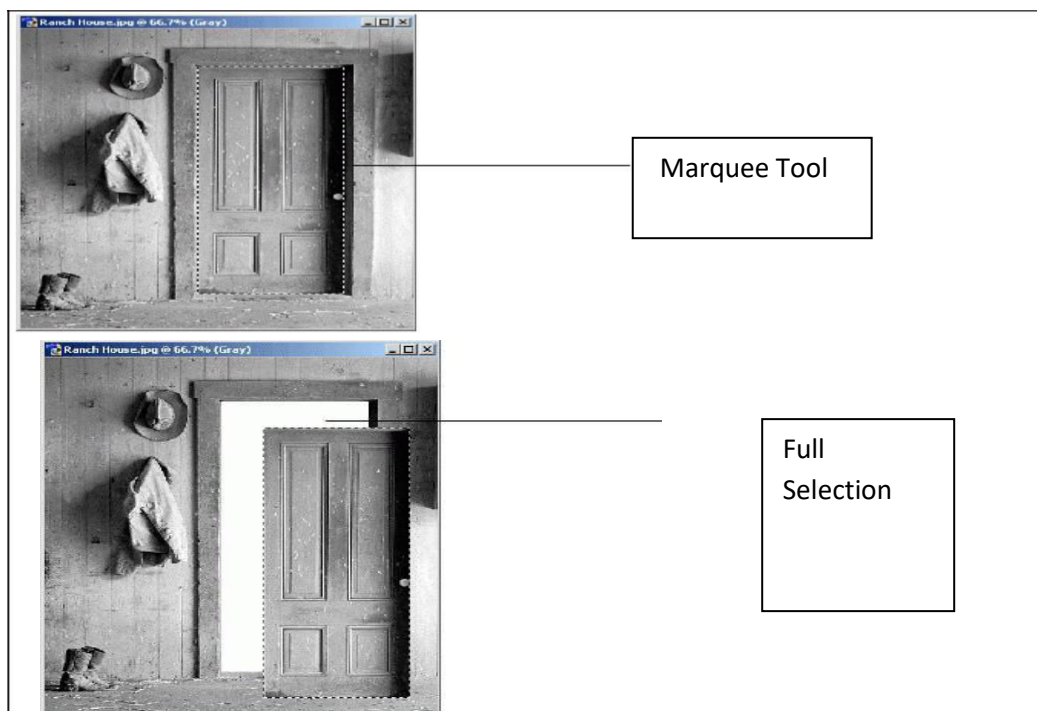 Ranch House.jpg @ 66.7% (Gray)
Marquee Tool
Ranch House.jpg @ 66.7% (Gray)
Full
Selection